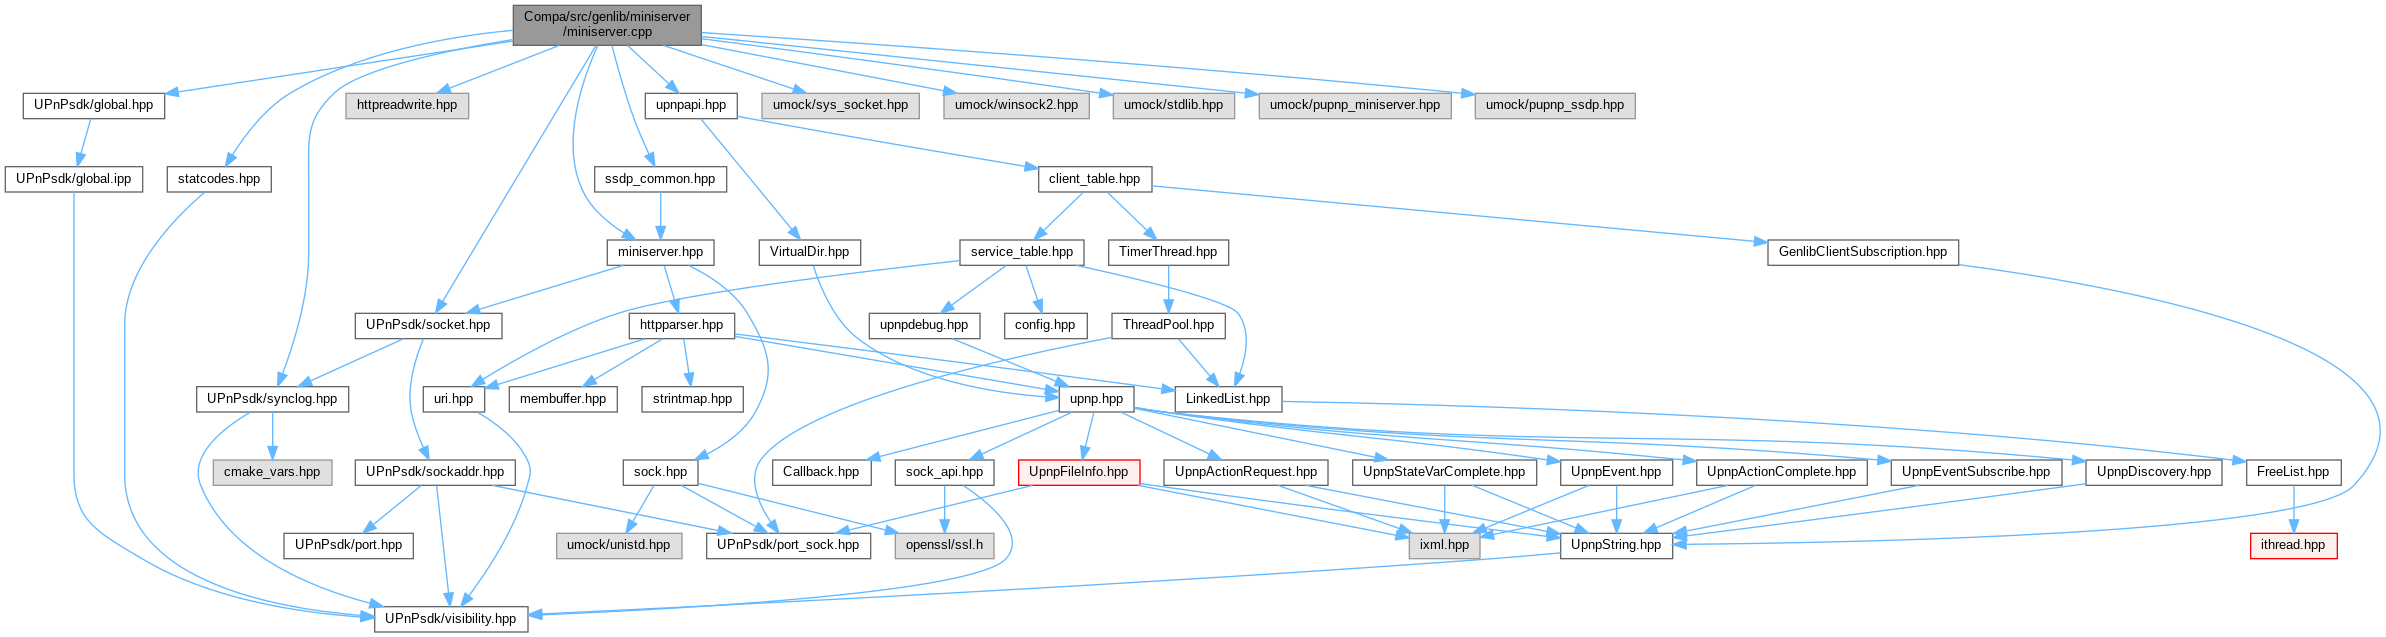 Compa/src/genlib/miniserver
/miniserver.cpp
UPnPsdk/global.hpp
httpreadwrite.hpp
upnpapi.hpp
umock/sys_socket.hpp
umock/winsock2.hpp
umock/stdlib.hpp
umock/pupnp_miniserver.hpp
umock/pupnp_ssdp.hpp
UPnPsdk/global.ipp
statcodes.hpp
ssdp_common.hpp
client_table.hpp
miniserver.hpp
VirtualDir.hpp
service_table.hpp
TimerThread.hpp
GenlibClientSubscription.hpp
UPnPsdk/socket.hpp
httpparser.hpp
upnpdebug.hpp
config.hpp
ThreadPool.hpp
UPnPsdk/synclog.hpp
uri.hpp
membuffer.hpp
strintmap.hpp
upnp.hpp
LinkedList.hpp
cmake_vars.hpp
UPnPsdk/sockaddr.hpp
sock.hpp
Callback.hpp
sock_api.hpp
UpnpFileInfo.hpp
UpnpActionRequest.hpp
UpnpStateVarComplete.hpp
UpnpEvent.hpp
UpnpActionComplete.hpp
UpnpEventSubscribe.hpp
UpnpDiscovery.hpp
FreeList.hpp
UPnPsdk/port.hpp
umock/unistd.hpp
UPnPsdk/port_sock.hpp
openssl/ssl.h
ixml.hpp
UpnpString.hpp
ithread.hpp
UPnPsdk/visibility.hpp